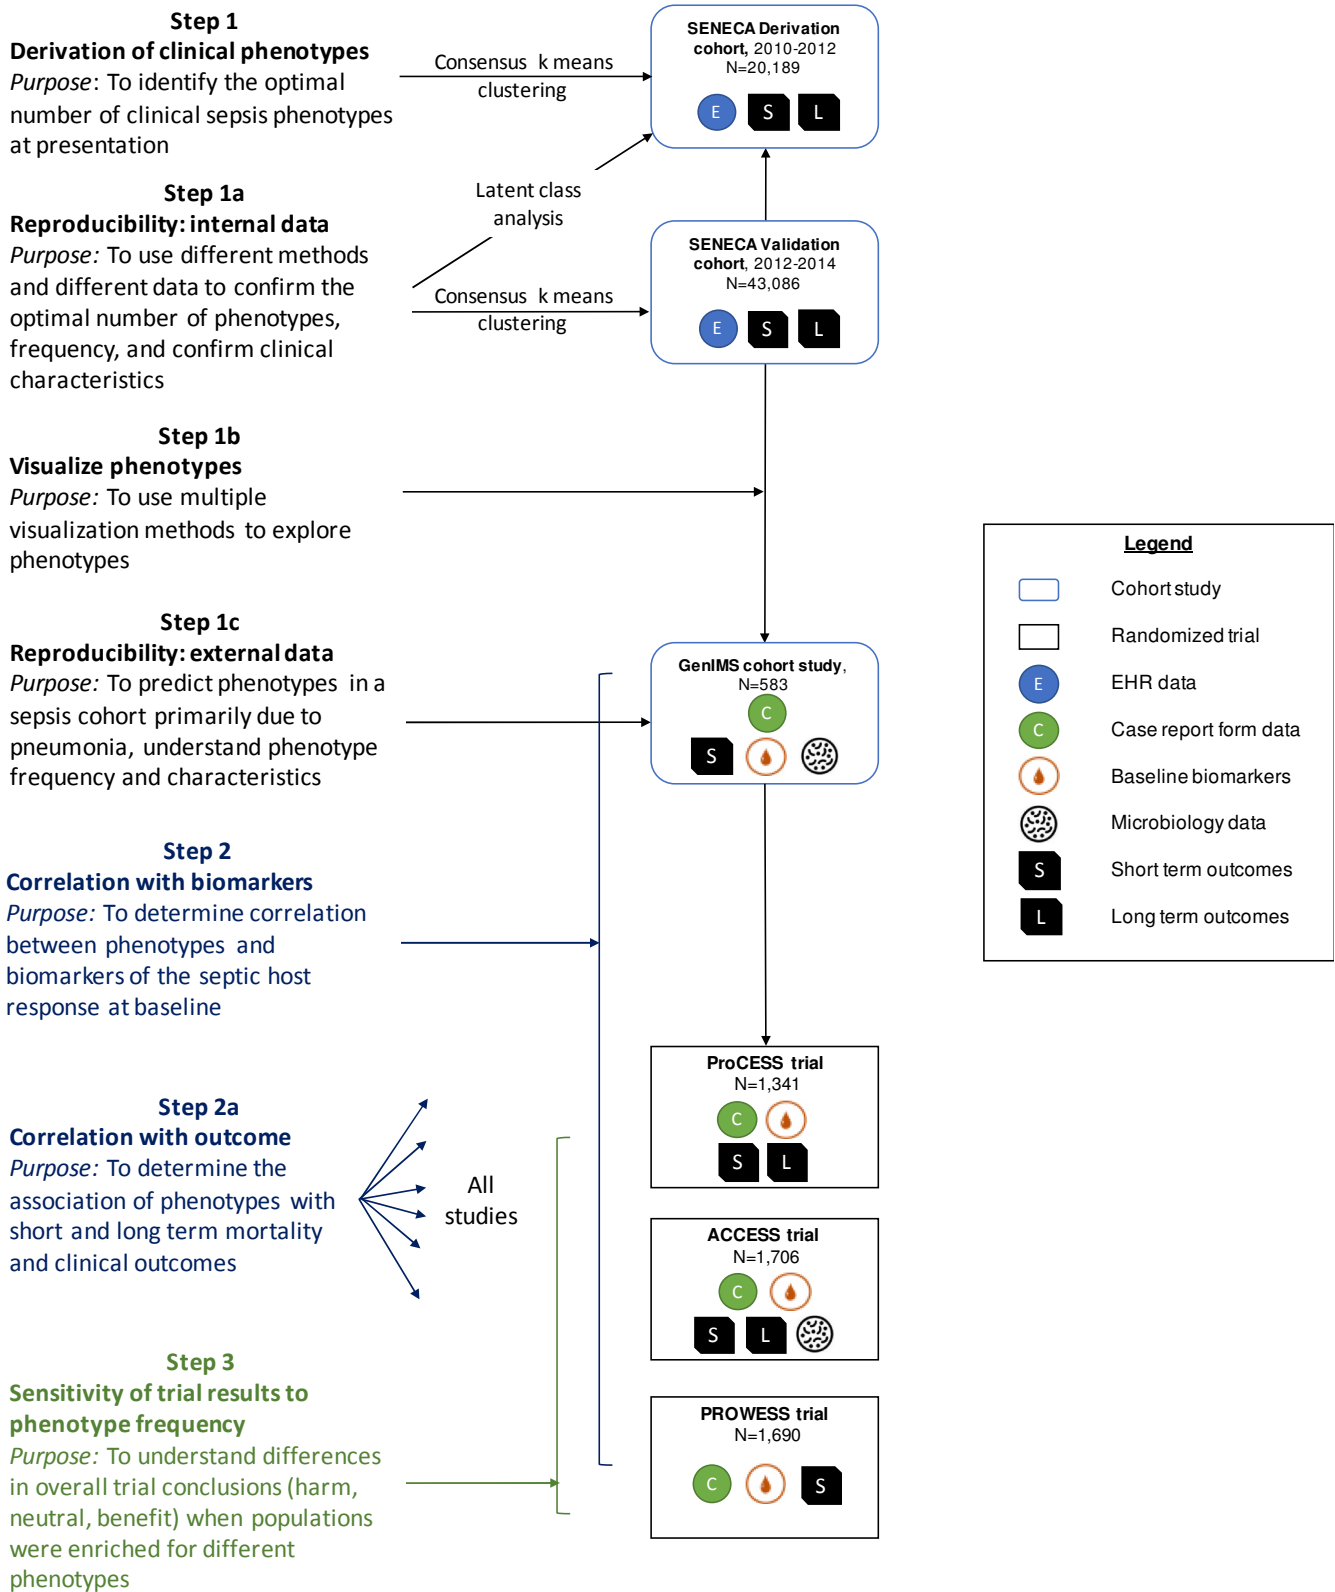 Step 1
Derivation of clinical phenotypes
Purpose: To identify the optimal
number of clinical sepsis phenotypes
at presentation
Consensus k means
clustering
SENECA Derivation
cohort, 2010-2012
N=20,189
E S L
Step 1a
Reproducibility: internal data
Purpose: To use different methods
and different data to confirm the
optimal number of phenotypes,
frequency, and confirm clinical
characteristics
Latent class
analysis
Consensus k means
clustering
SENECA Validation
cohort, 2012-2014
N=43,086
E S L
Step 1b
Visualize phenotypes
Purpose: To use multiple
visualization methods to explore
phenotypes
Step 1c
Reproducibility: external data
Purpose: To predict phenotypes in a
sepsis cohort primarily due to
pneumonia, understand phenotype
frequency and characteristics
GenIMS cohort study,
N=583
C
S
Legend
Cohort study
Randomized trial
E EHR data
C Case report form data
Baseline biomarkers
Microbiology data
S Short term outcomes
L Long term outcomes
Step 2
Correlation with biomarkers
Purpose: To determine correlation
between phenotypes and
biomarkers of the septic host
response at baseline
Step 2a
Correlation with outcome
Purpose: To determine the
association of phenotypes with
short and long term mortality
and clinical outcomes
All
studies
ProCESS trial
N=1,341
C
S L
ACCESS trial
N=1,706
C
S L
Step 3
Sensitivity of trial results to
phenotype frequency
Purpose: To understand differences
in overall trial conclusions (harm,
neutral, benefit) when populations
were enriched for different
phenotypes
PROWESS trial
N=1,690
C S